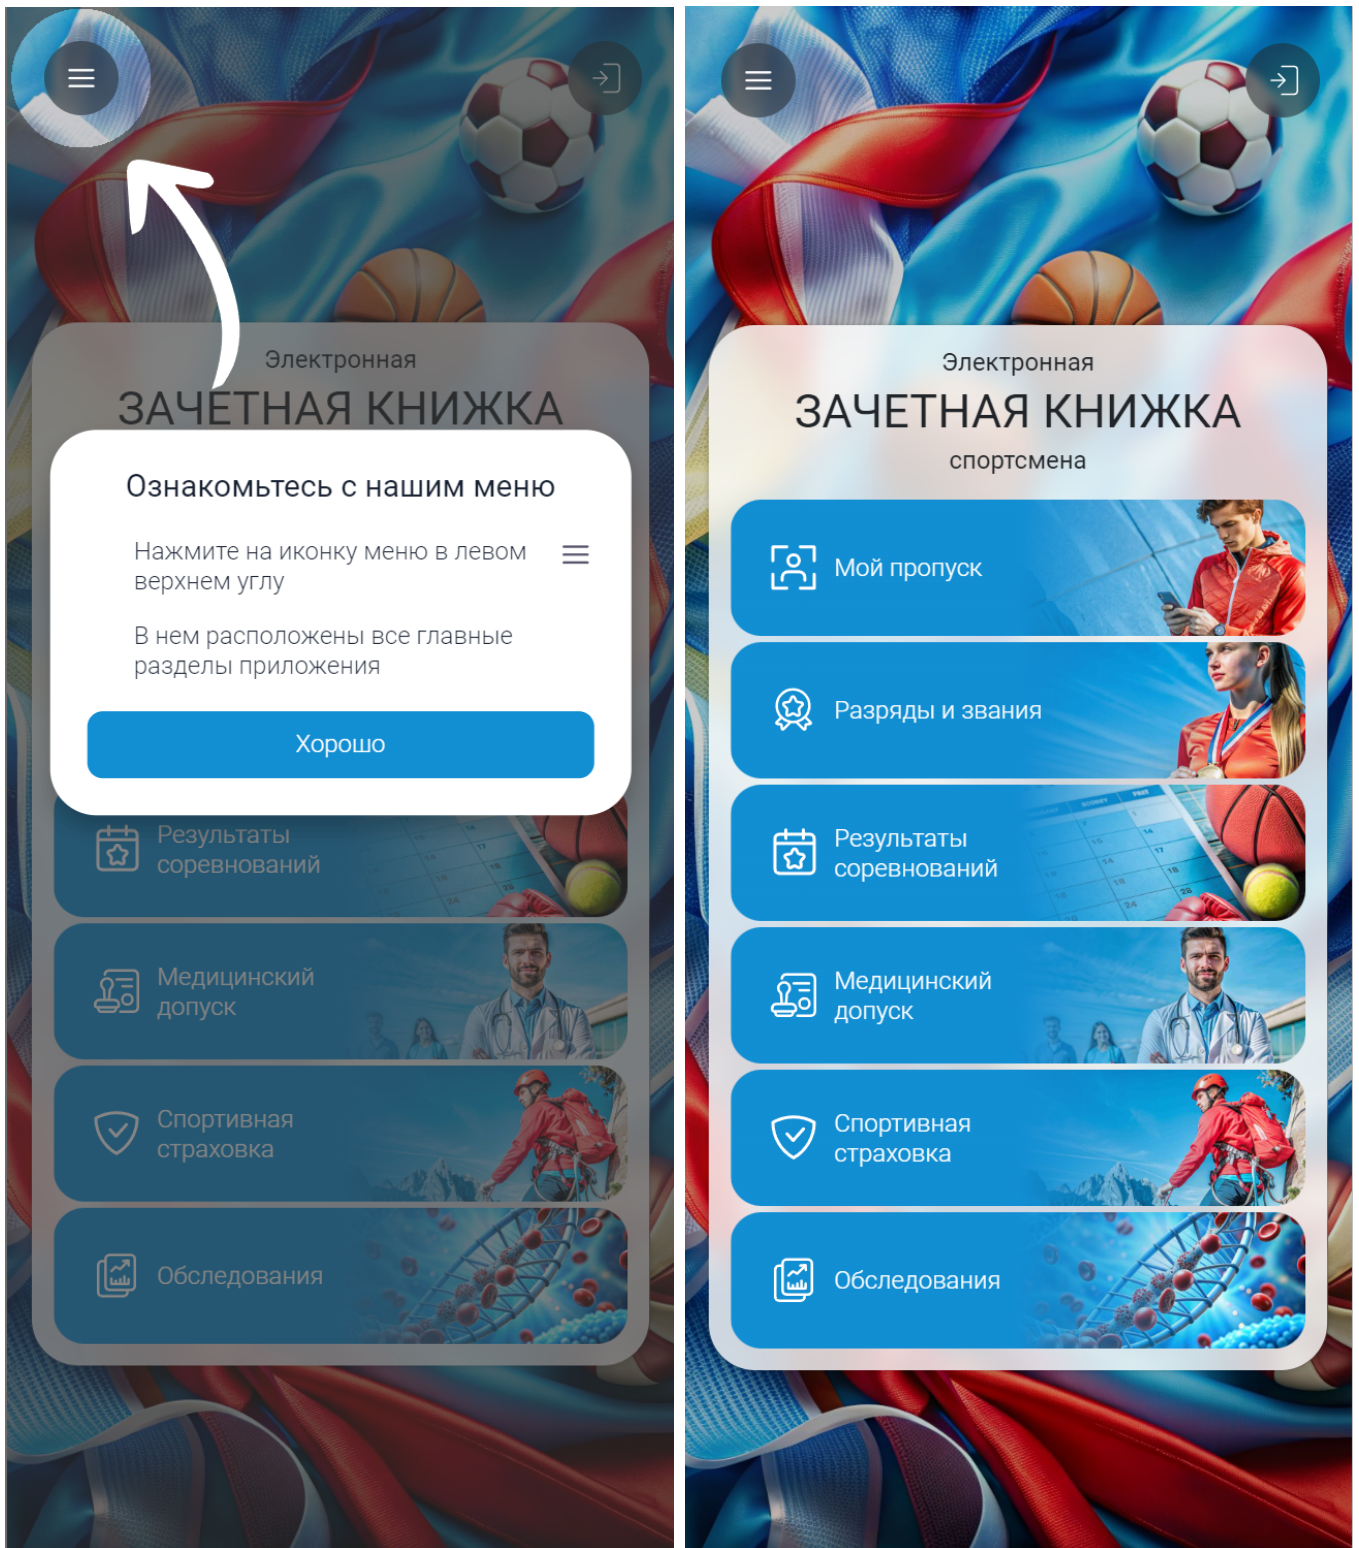 Электронная
ЗАЧЕТНАЯ КНИЖКА
Ознакомьтесь с нашим меню
Нажмите на иконку меню в левом
верхнем углу
В нем расположены все главные
разделы приложения
Хорошо
Результаты
соревнований
Медицинский
допуск
Спортивная
страховка
Обследования
Электронная
ЗАЧЕТНАЯ КНИЖКА
спортсмена
Мой пропуск
Разряды и звания
Результаты
соревнований
Медицинский
допуск
Спортивная
страховка
Обследования